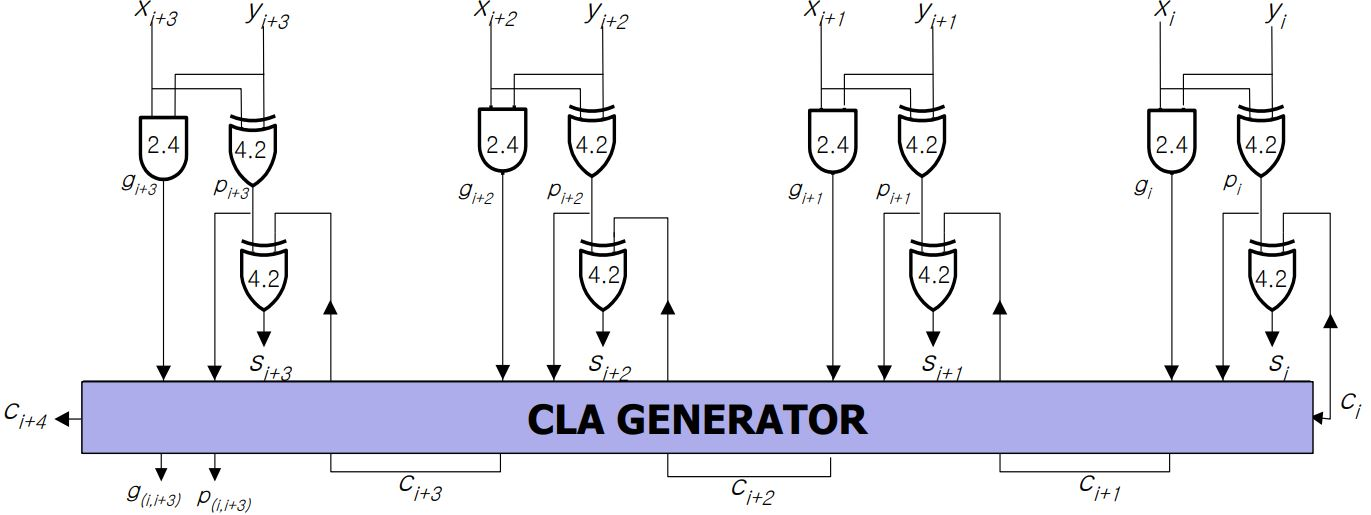 x_{i+3} y_{i+3} x_{i+2} y_{i+2} x_{i+1} y_{i+1} x_i y_i
2.4 4.2 2.4 4.2 2.4 4.2 2.4 4.2
g_{i+3} p_{i+3} g_{i+2} p_{i+2} g_{i+1} p_{i+1} g_i p_i
4.2 4.2 4.2 4.2
s_{i+3} s_{i+2} s_{i+1} s_i
c_{i+4} CLA GENERATOR c_i
g_{(i,i+3)} p_{(i,i+3)} c_{i+3} c_{i+2} c_{i+1}